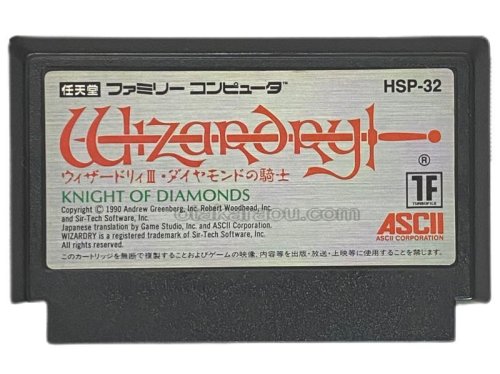 任天堂 ファミリー コンピュータ™ HSP-32
Wizardry
ウィザードリィⅢ・ダイヤモンドの騎士
®
KNIGHT OF DIAMONDS
otakaraou.com
1F
TURBOFILE
Copyright © 1990 Andrew Greenberg, Inc. Robert Woodhead, Inc.
and Sir-Tech Software, Inc.
Japanese translation by Game Studio, Inc. and ASCII Corporation.
WIZARDRY is a registered trademark of Sir-Tech Software, Inc.
All rights reserved.
ASCII
ASCII CORPORATION
このカートリッジを無断で複製することおよびゲームの映像、内容等を出版・放送・上映等に使用することを禁じます。